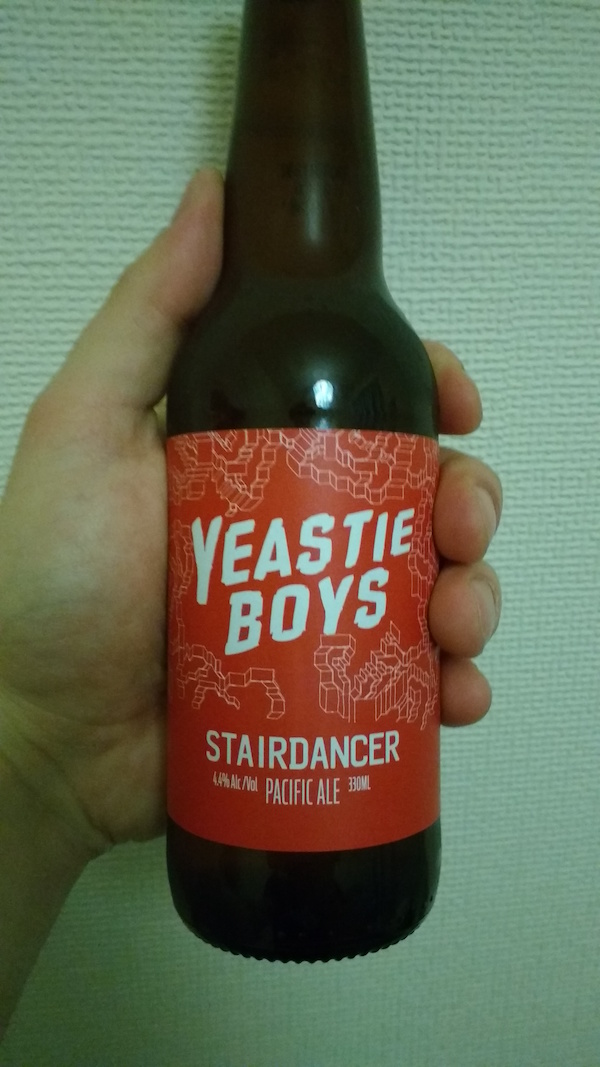 YEASTIE
BOYS
STAIRDANCER
4.4% Alc/Vol PACIFIC ALE 330ML